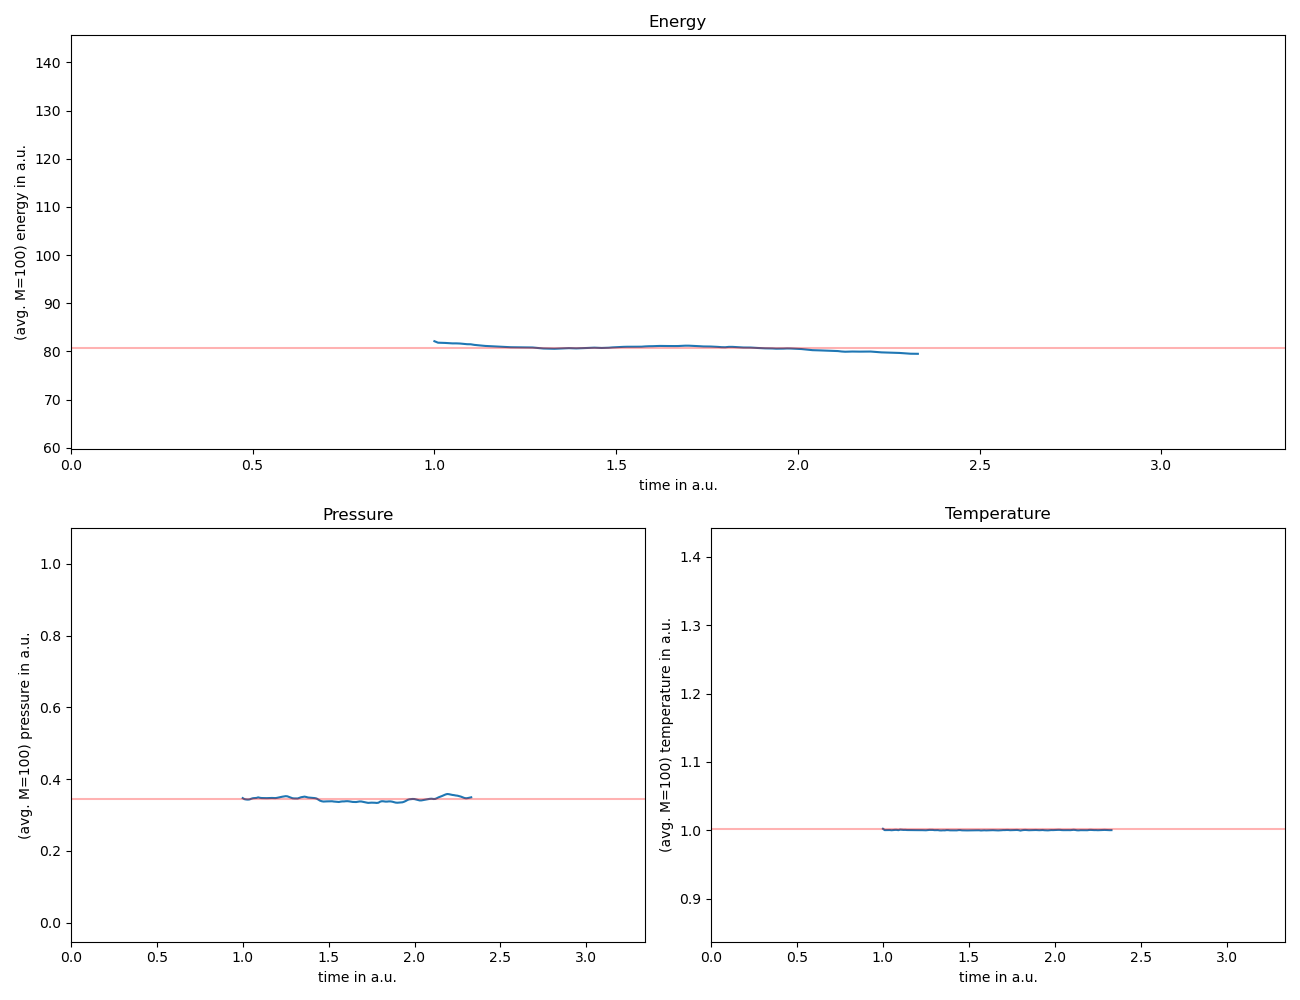 Energy
(avg. M=100) energy in a.u.
140
130
120
110
100
90
80
70
60
0.0 0.5 1.0 1.5 2.0 2.5 3.0
time in a.u.
Pressure
(avg. M=100) pressure in a.u.
1.0
0.8
0.6
0.4
0.2
0.0
0.0 0.5 1.0 1.5 2.0 2.5 3.0
time in a.u.
Temperature
(avg. M=100) temperature in a.u.
1.4
1.3
1.2
1.1
1.0
0.9
0.0 0.5 1.0 1.5 2.0 2.5 3.0
time in a.u.